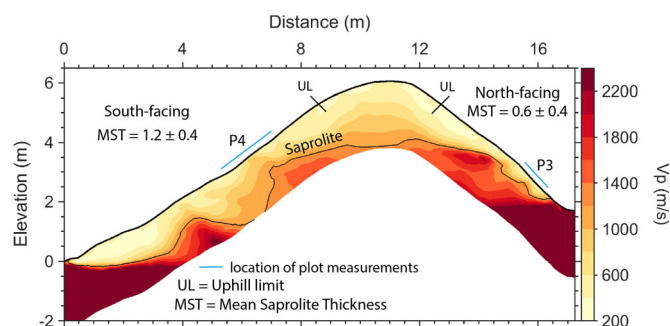 Distance (m)
0 4 8 12 16
6
4
2
0
-2
Elevation (m)
South-facing
MST = 1.2 ± 0.4
P4
UL
UL
North-facing
MST = 0.6 ± 0.4
P3
Saprolite
location of plot measurements
UL = Uphill limit
MST = Mean Saprolite Thickness
2200
1800
1400
1000
600
200
Vp (m/s)